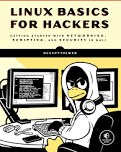 LINUX BASICS
FOR HACKERS
GETTING STARTED WITH NETWORKING,
SCRIPTING, AND SECURITY IN KALI
OCCUPYTHEWEB